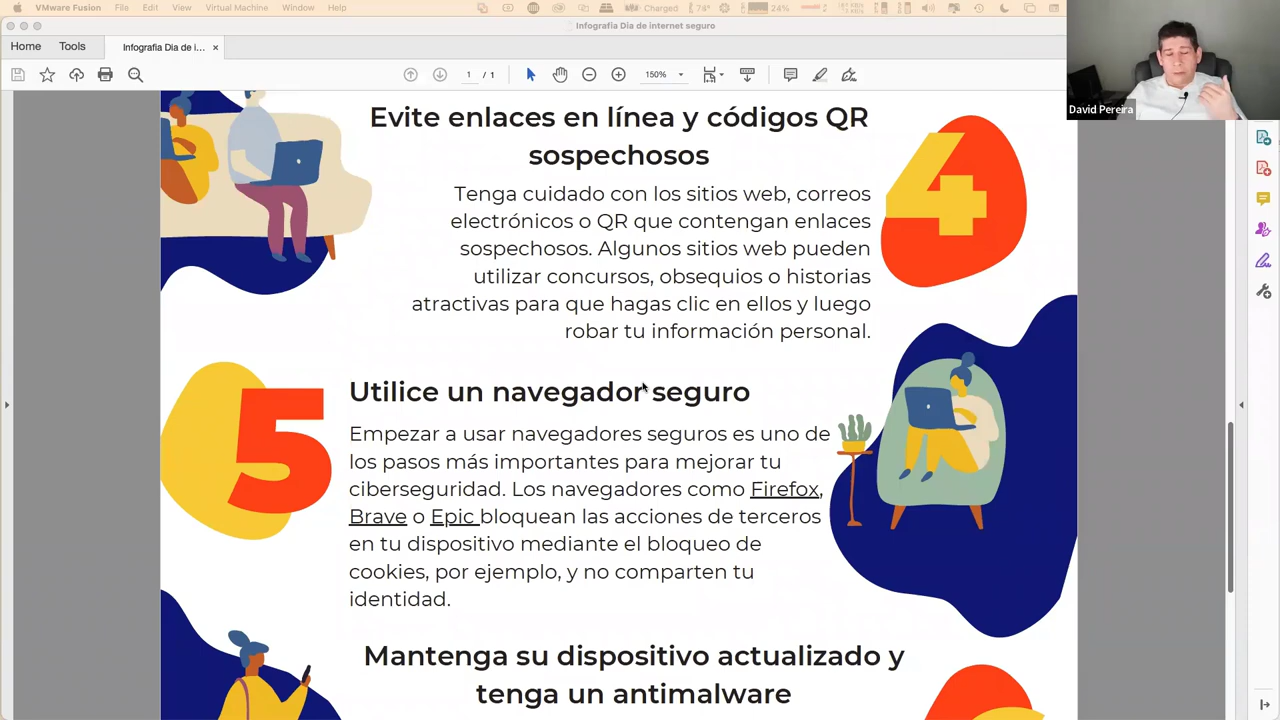 VMware Fusion File Edit View Virtual Machine Window Help
Charged
24%
Infografia Dia de internet seguro
Home Tools Infografia Dia de i... ×
1 / 1
150%
David Pereira
Evite enlaces en línea y códigos QR
sospechosos
Tenga cuidado con los sitios web, correos
electrónicos o QR que contengan enlaces
sospechosos. Algunos sitios web pueden
utilizar concursos, obsequios o historias
atractivas para que hagas clic en ellos y luego
robar tu información personal.
4
5
Utilice un navegador seguro
Empezar a usar navegadores seguros es uno de
los pasos más importantes para mejorar tu
ciberseguridad. Los navegadores como Firefox,
Brave o Epic bloquean las acciones de terceros
en tu dispositivo mediante el bloqueo de
cookies, por ejemplo, y no comparten tu
identidad.
Mantenga su dispositivo actualizado y
tenga un antimalware